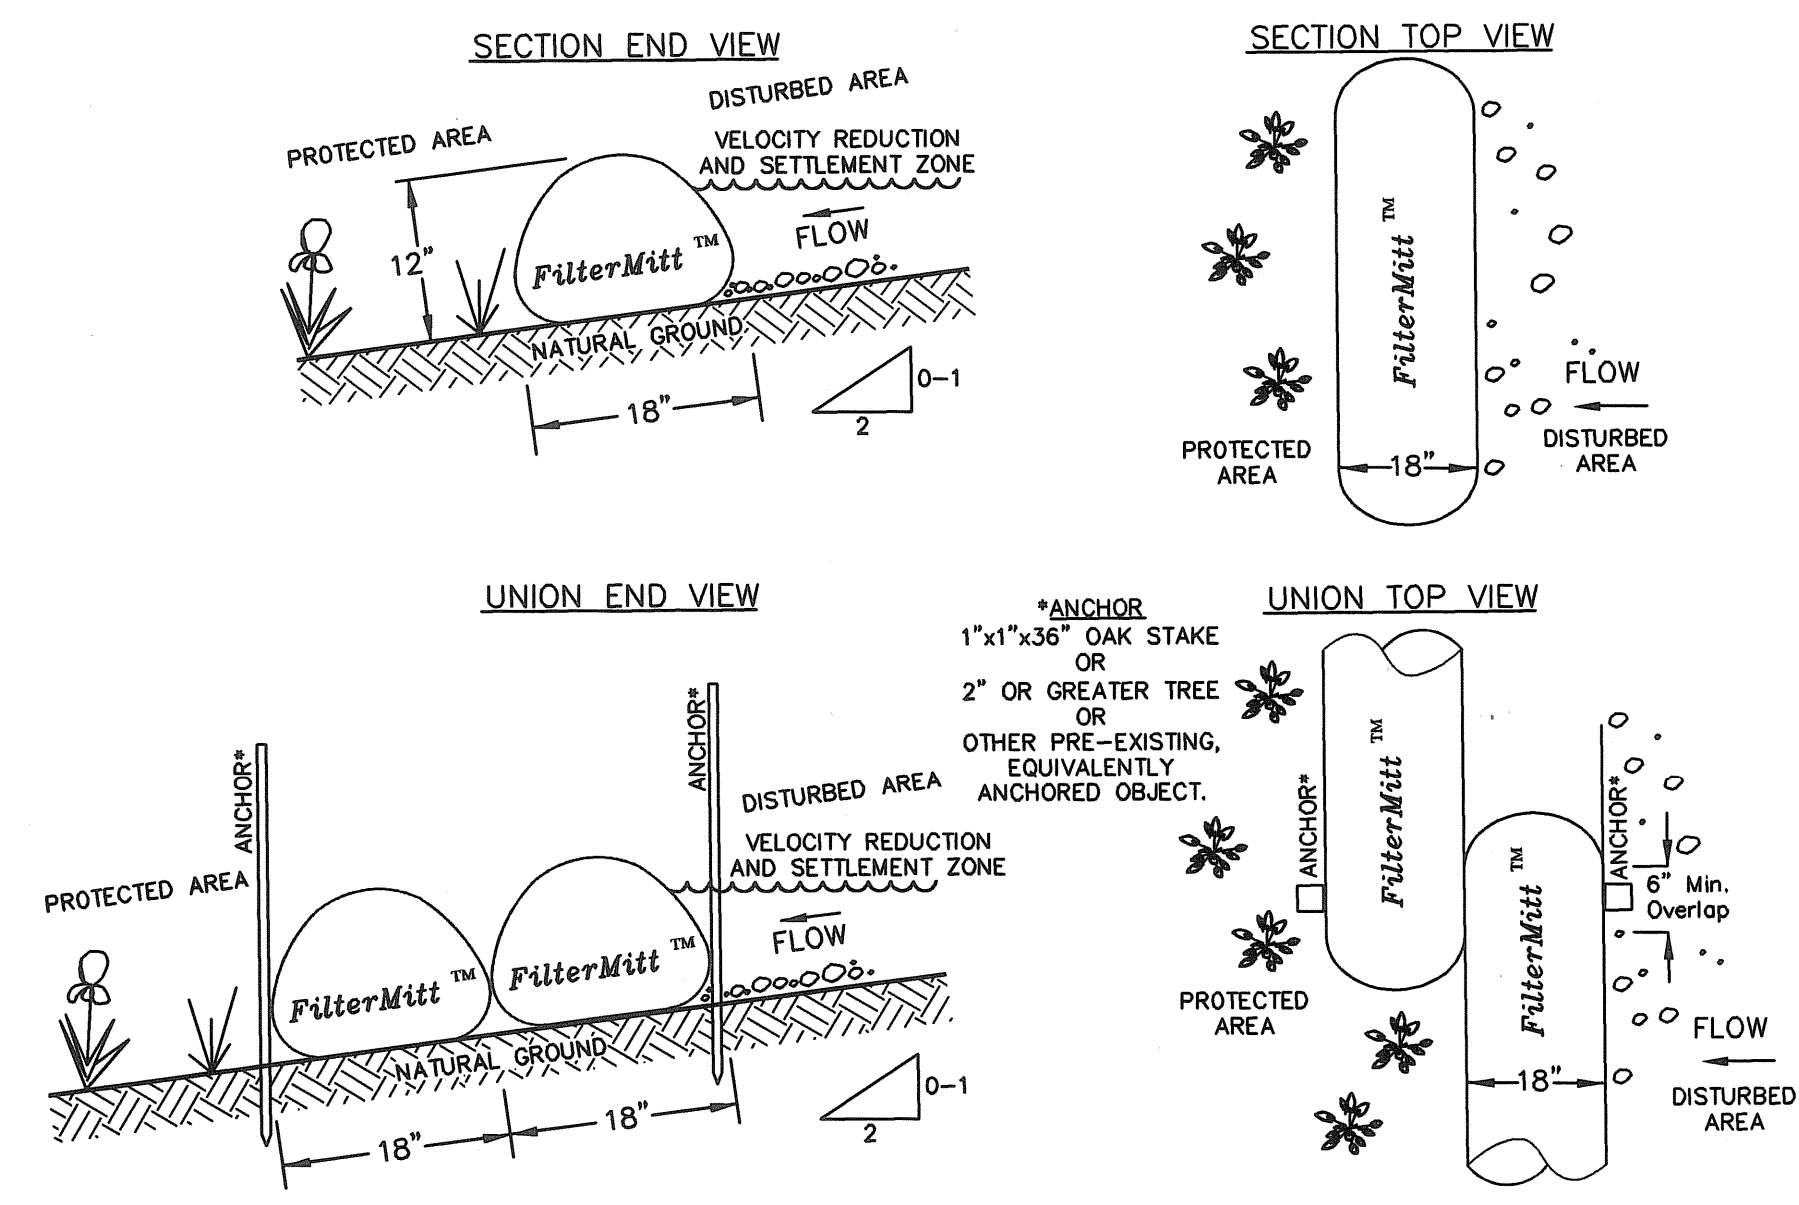 SECTION END VIEW
DISTURBED AREA
PROTECTED AREA
VELOCITY REDUCTION
AND SETTLEMENT ZONE
FLOW
12"
FilterMitt ™
NATURAL GROUND
18"
0-1
2
SECTION TOP VIEW
FilterMitt ™
FLOW
DISTURBED
AREA
PROTECTED
AREA
18"
UNION END VIEW
ANCHOR*
ANCHOR*
DISTURBED AREA
VELOCITY REDUCTION
AND SETTLEMENT ZONE
PROTECTED AREA
FLOW
FilterMitt ™
FilterMitt ™
NATURAL GROUND
18"
18"
0-1
2
*ANCHOR
1"x1"x36" OAK STAKE
OR
2" OR GREATER TREE
OR
OTHER PRE-EXISTING,
EQUIVALENTLY
ANCHORED OBJECT.
UNION TOP VIEW
FilterMitt ™
ANCHOR*
ANCHOR*
FilterMitt ™
6" Min.
Overlap
PROTECTED
AREA
FLOW
18"
DISTURBED
AREA